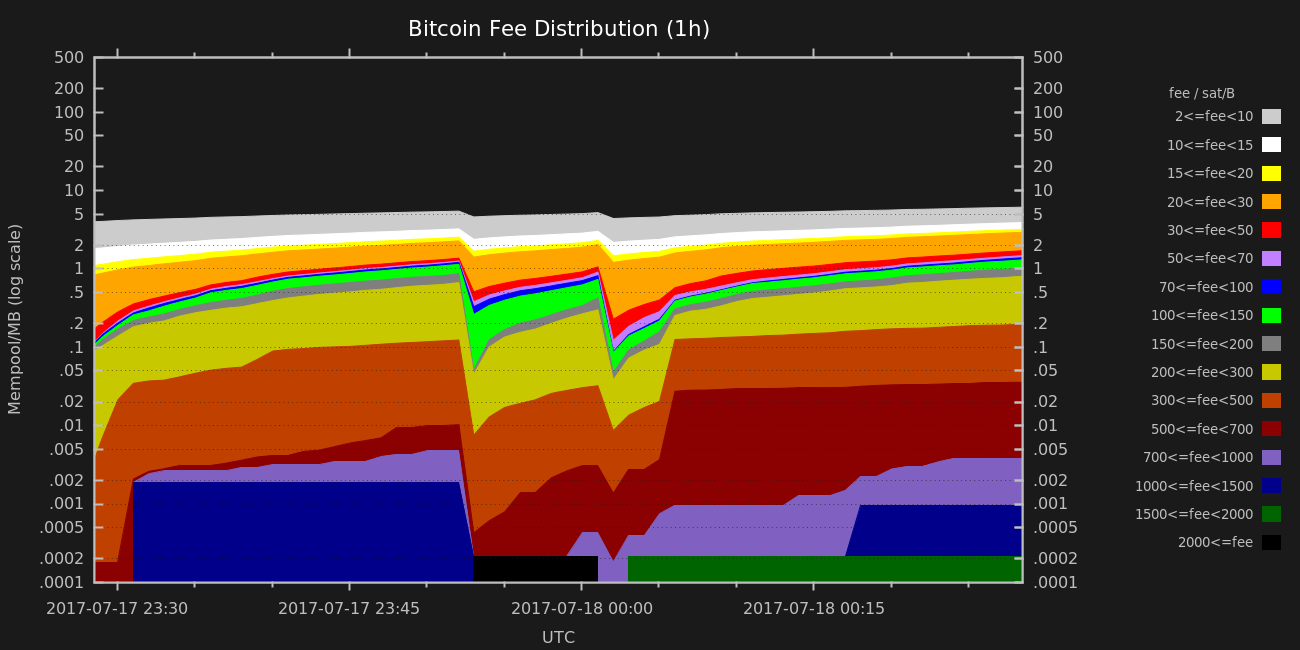 Bitcoin Fee Distribution (1h)
500 500
200 200
100 100
50 50
20 20
10 10
5 5
2 2
1 1
.5 .5
.2 .2
.1 .1
.05 .05
.02 .02
.01 .01
.005 .005
.002 .002
.001 .001
.0005 .0005
.0002 .0002
.0001 .0001
Mempool/MB (log scale)
2017-07-17 23:30 2017-07-17 23:45 2017-07-18 00:00 2017-07-18 00:15
UTC
fee / sat/B
2<=fee<10
10<=fee<15
15<=fee<20
20<=fee<30
30<=fee<50
50<=fee<70
70<=fee<100
100<=fee<150
150<=fee<200
200<=fee<300
300<=fee<500
500<=fee<700
700<=fee<1000
1000<=fee<1500
1500<=fee<2000
2000<=fee